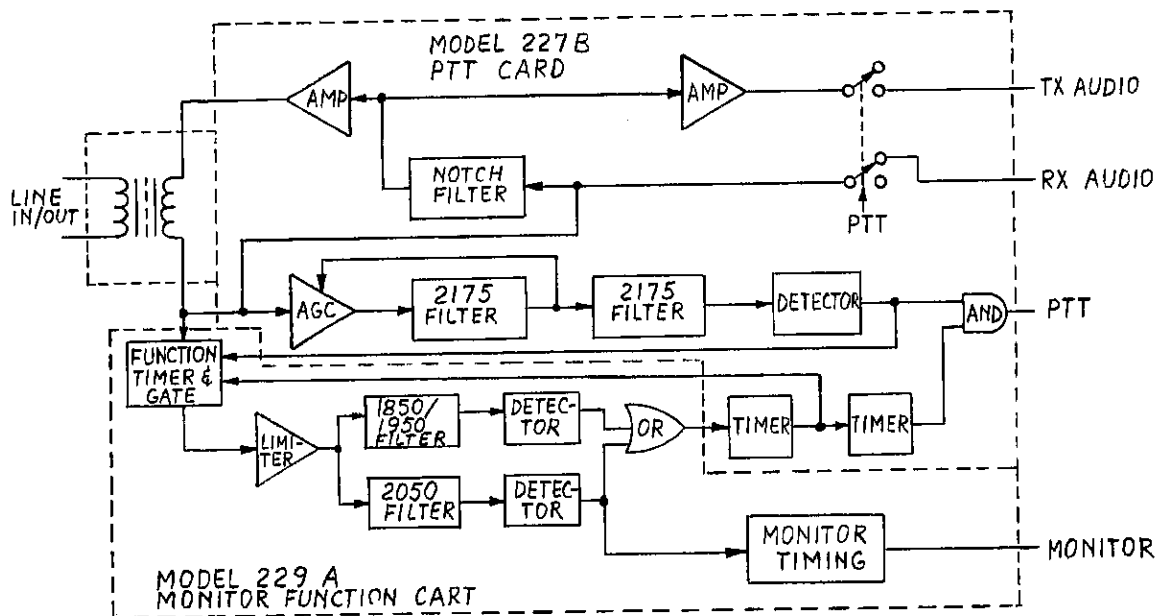 MODEL 227B
PTT CARD
AMP
AMP
TX AUDIO
NOTCH
FILTER
RX AUDIO
LINE
IN/OUT
PTT
AGC
2175
FILTER
2175
FILTER
DETECTOR
AND
PTT
FUNCTION
TIMER &
GATE
LIMI-
TER
1850/
1950
FILTER
DETEC-
TOR
OR
TIMER
TIMER
2050
FILTER
DETEC-
TOR
MONITOR
TIMING
MONITOR
MODEL 229 A
MONITOR FUNCTION CART